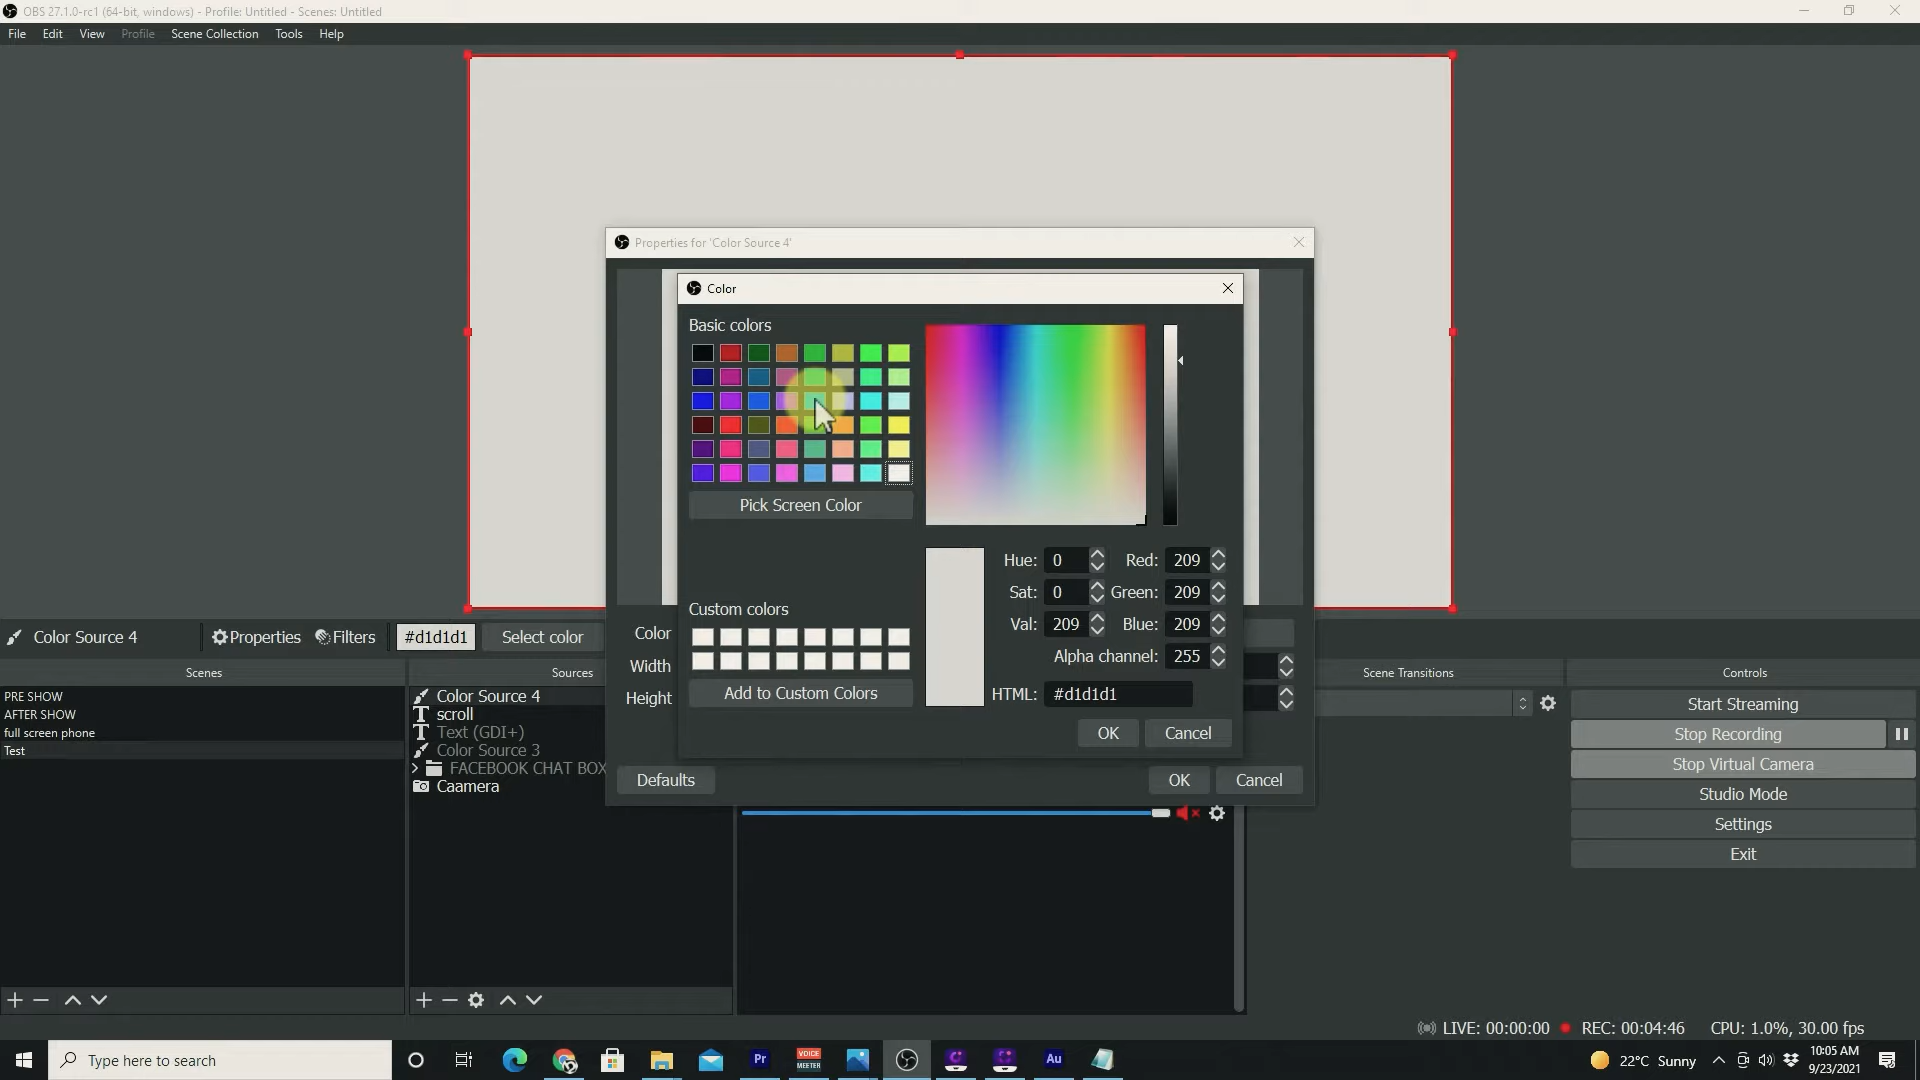 OBS 27.1.0-rc1 (64-bit, windows) - Profile: Untitled - Scenes: Untitled
File Edit View Profile Scene Collection Tools Help
Properties for 'Color Source 4'
Color
Basic colors
Pick Screen Color
Hue: 0 Red: 209
Sat: 0 Green: 209
Val: 209 Blue: 209
Alpha channel: 255
HTML: #d1d1d1
Custom colors
Add to Custom Colors
OK Cancel
Color
Width
Height
Defaults OK Cancel
Color Source 4 Properties Filters #d1d1d1 Select color
Scenes
PRE SHOW
AFTER SHOW
full screen phone
Test
Sources
Color Source 4
scroll
Text (GDI+)
Color Source 3
FACEBOOK CHAT BOX
Caamera
Scene Transitions
Controls
Start Streaming
Stop Recording
Stop Virtual Camera
Studio Mode
Settings
Exit
LIVE: 00:00:00 REC: 00:04:46 CPU: 1.0%, 30.00 fps
Type here to search
Pr
VOICE
MEETER
Au
22°C Sunny
10:05 AM
9/23/2021